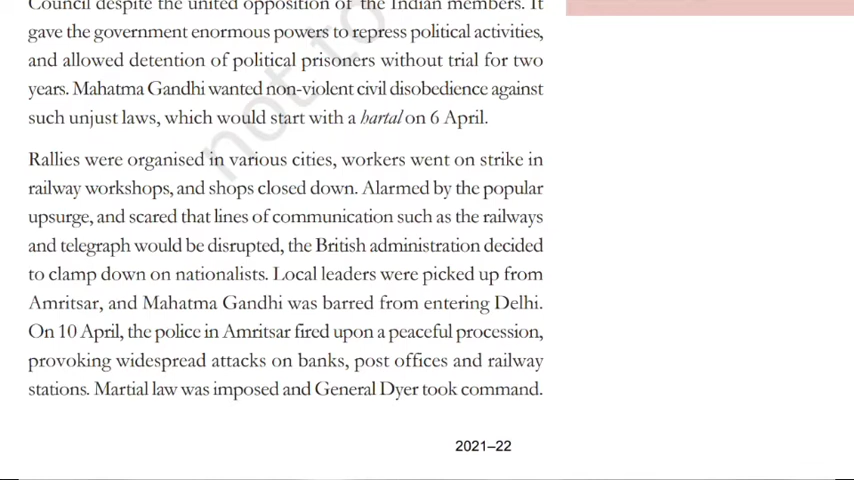 Council despite the united opposition of the Indian members. It
gave the government enormous powers to repress political activities,
and allowed detention of political prisoners without trial for two
years. Mahatma Gandhi wanted non-violent civil disobedience against
such unjust laws, which would start with a hartal on 6 April.
Rallies were organised in various cities, workers went on strike in
railway workshops, and shops closed down. Alarmed by the popular
upsurge, and scared that lines of communication such as the railways
and telegraph would be disrupted, the British administration decided
to clamp down on nationalists. Local leaders were picked up from
Amritsar, and Mahatma Gandhi was barred from entering Delhi.
On 10 April, the police in Amritsar fired upon a peaceful procession,
provoking widespread attacks on banks, post offices and railway
stations. Martial law was imposed and General Dyer took command.
not to
2021–22